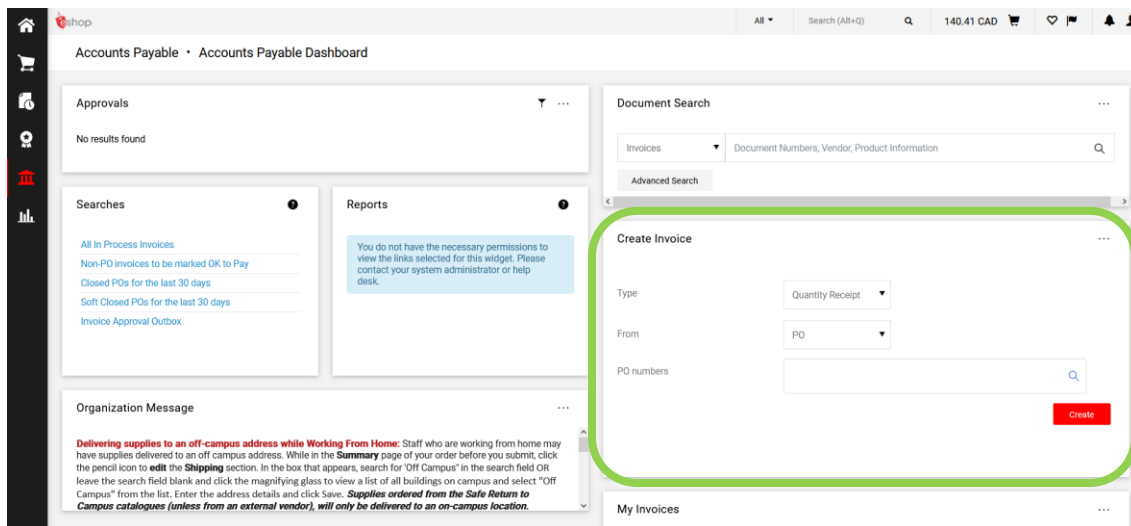 eshop
All
Search (Alt+Q)
140.41 CAD
Accounts Payable • Accounts Payable Dashboard
Approvals
No results found
Searches
All In Process Invoices
Non-PO invoices to be marked OK to Pay
Closed POs for the last 30 days
Soft Closed POs for the last 30 days
Invoice Approval Outbox
Reports
You do not have the necessary permissions to
view the links selected for this widget. Please
contact your system administrator or help
desk.
Organization Message
Delivering supplies to an off-campus address while Working From Home: Staff who are working from home may
have supplies delivered to an off campus address. While in the Summary page of your order before you submit, click
the pencil icon to edit the Shipping section. In the box that appears, search for 'Off Campus' in the search field OR
leave the search field blank and click the magnifying glass to view a list of all buildings on campus and select "Off
Campus" from the list. Enter the address details and click Save. Supplies ordered from the Safe Return to
Campus catalogues (unless from an external vendor), will only be delivered to an on-campus location.
Document Search
Invoices
Document Numbers, Vendor, Product Information
Advanced Search
Create Invoice
Type
Quantity Receipt
From
PO
PO numbers
Create
My Invoices